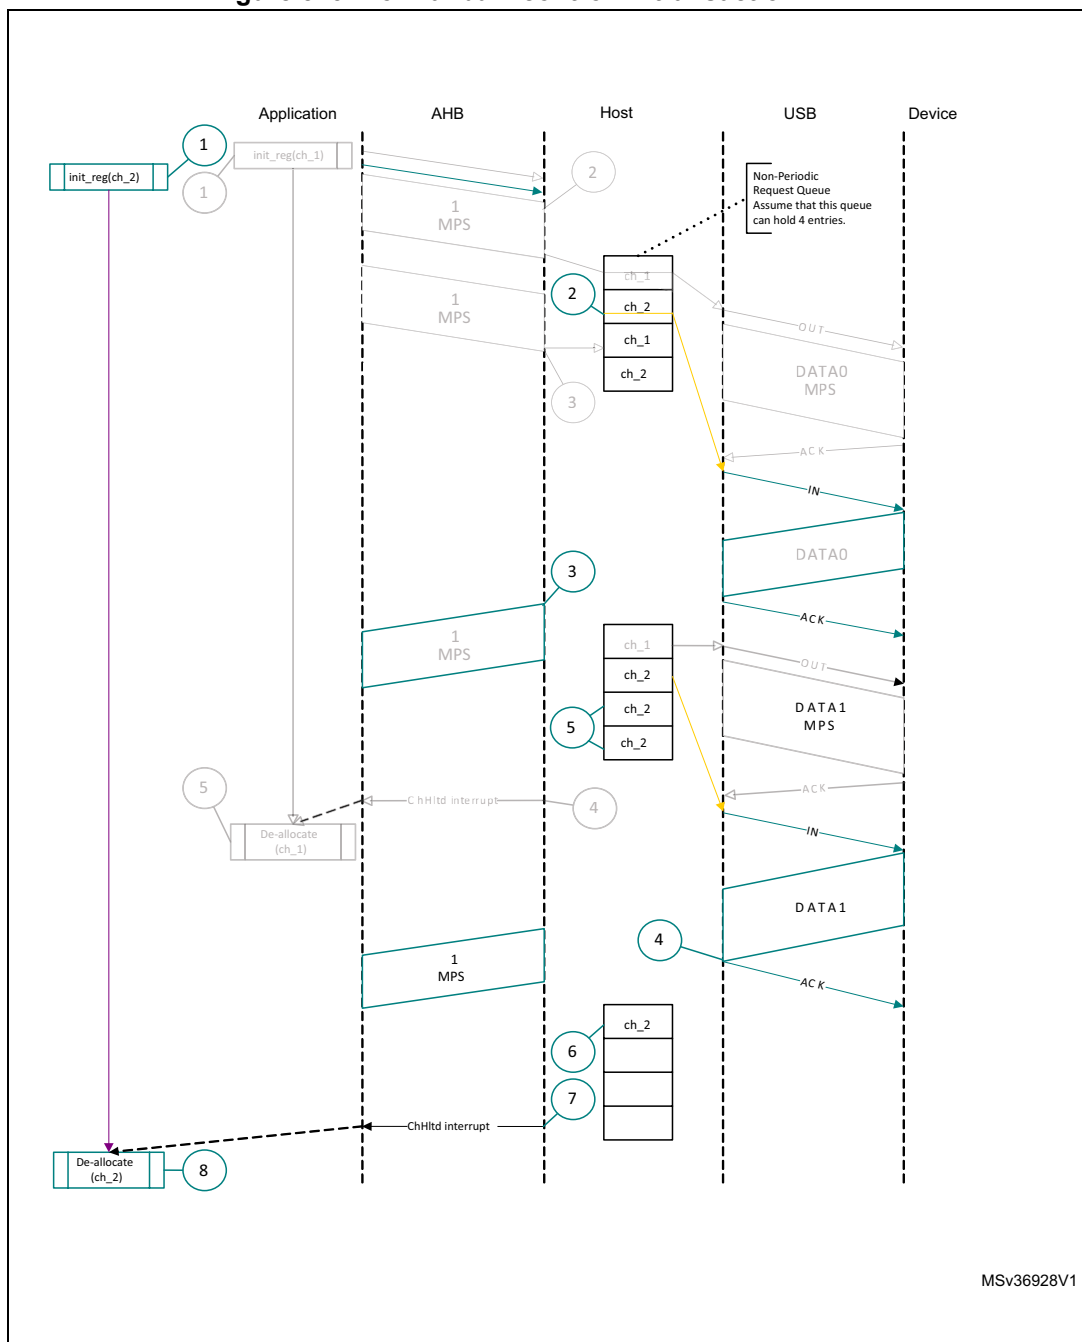 Application AHB Host USB Device
1
init_reg(ch_1)
init_reg(ch_2)
1
2
Non-Periodic
Request Queue
Assume that this queue
can hold 4 entries.
1
MPS
ch_1
2
ch_2
1
MPS
ch_1
ch_2
OUT
3
DATA0
MPS
ACK
IN
DATA0
3
ACK
1
MPS
ch_1
OUT
ch_2
5
ch_2
ch_2
DATA1
MPS
5
ChHltd interrupt
4
ACK
De-allocate
(ch_1)
IN
DATA1
4
1
MPS
ACK
ch_2
6
7
ChHltd interrupt
De-allocate
(ch_2)
8
MSv36928V1